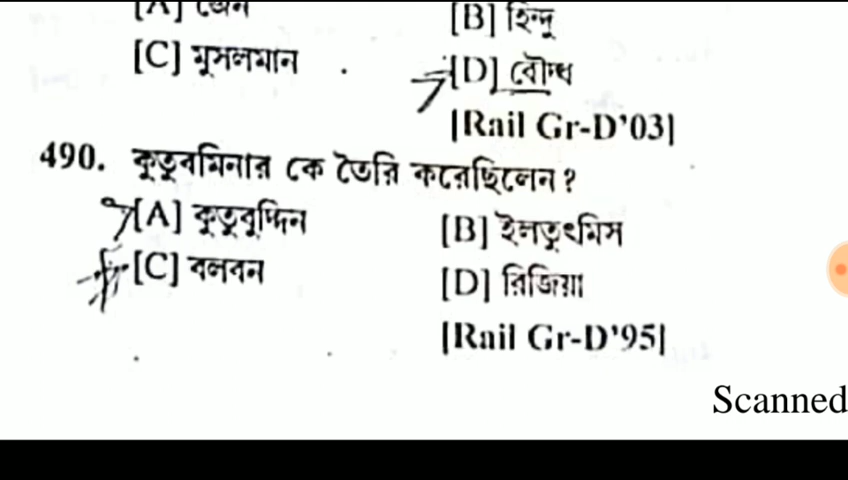 [A] জৈন
[B] হিন্দু
[C] মুসলমান
[D] বৌদ্ধ
[Rail Gr-D'03]
490. কুতুবমিনার কে তৈরি করেছিলেন?
[A] কুতুবুদ্দিন
[B] ইলতুৎমিস
[C] বলবন
[D] রিজিয়া
[Rail Gr-D'95]
Scanned